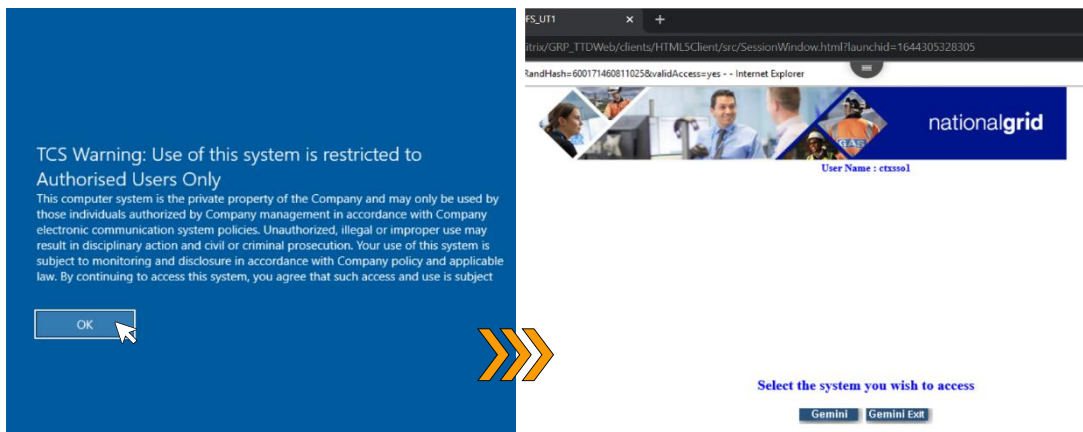 TCS Warning: Use of this system is restricted to
Authorised Users Only
This computer system is the private property of the Company and may only be used by
those individuals authorized by Company management in accordance with Company
electronic communication system policies. Unauthorized, illegal or improper use may
result in disciplinary action and civil or criminal prosecution. Your use of this system is
subject to monitoring and disclosure in accordance with Company policy and applicable
law. By continuing to access this system, you agree that such access and use is subject
OK
FS_UT1
itrix/GRP_TTDWeb/clients/HTML5Client/src/SessionWindow.html?launchid=1644305328305
RandHash=600171460811025&validAccess=yes - - Internet Explorer
GAS
nationalgrid
User Name : ctxsso1
Select the system you wish to access
Gemini
Gemini Exit